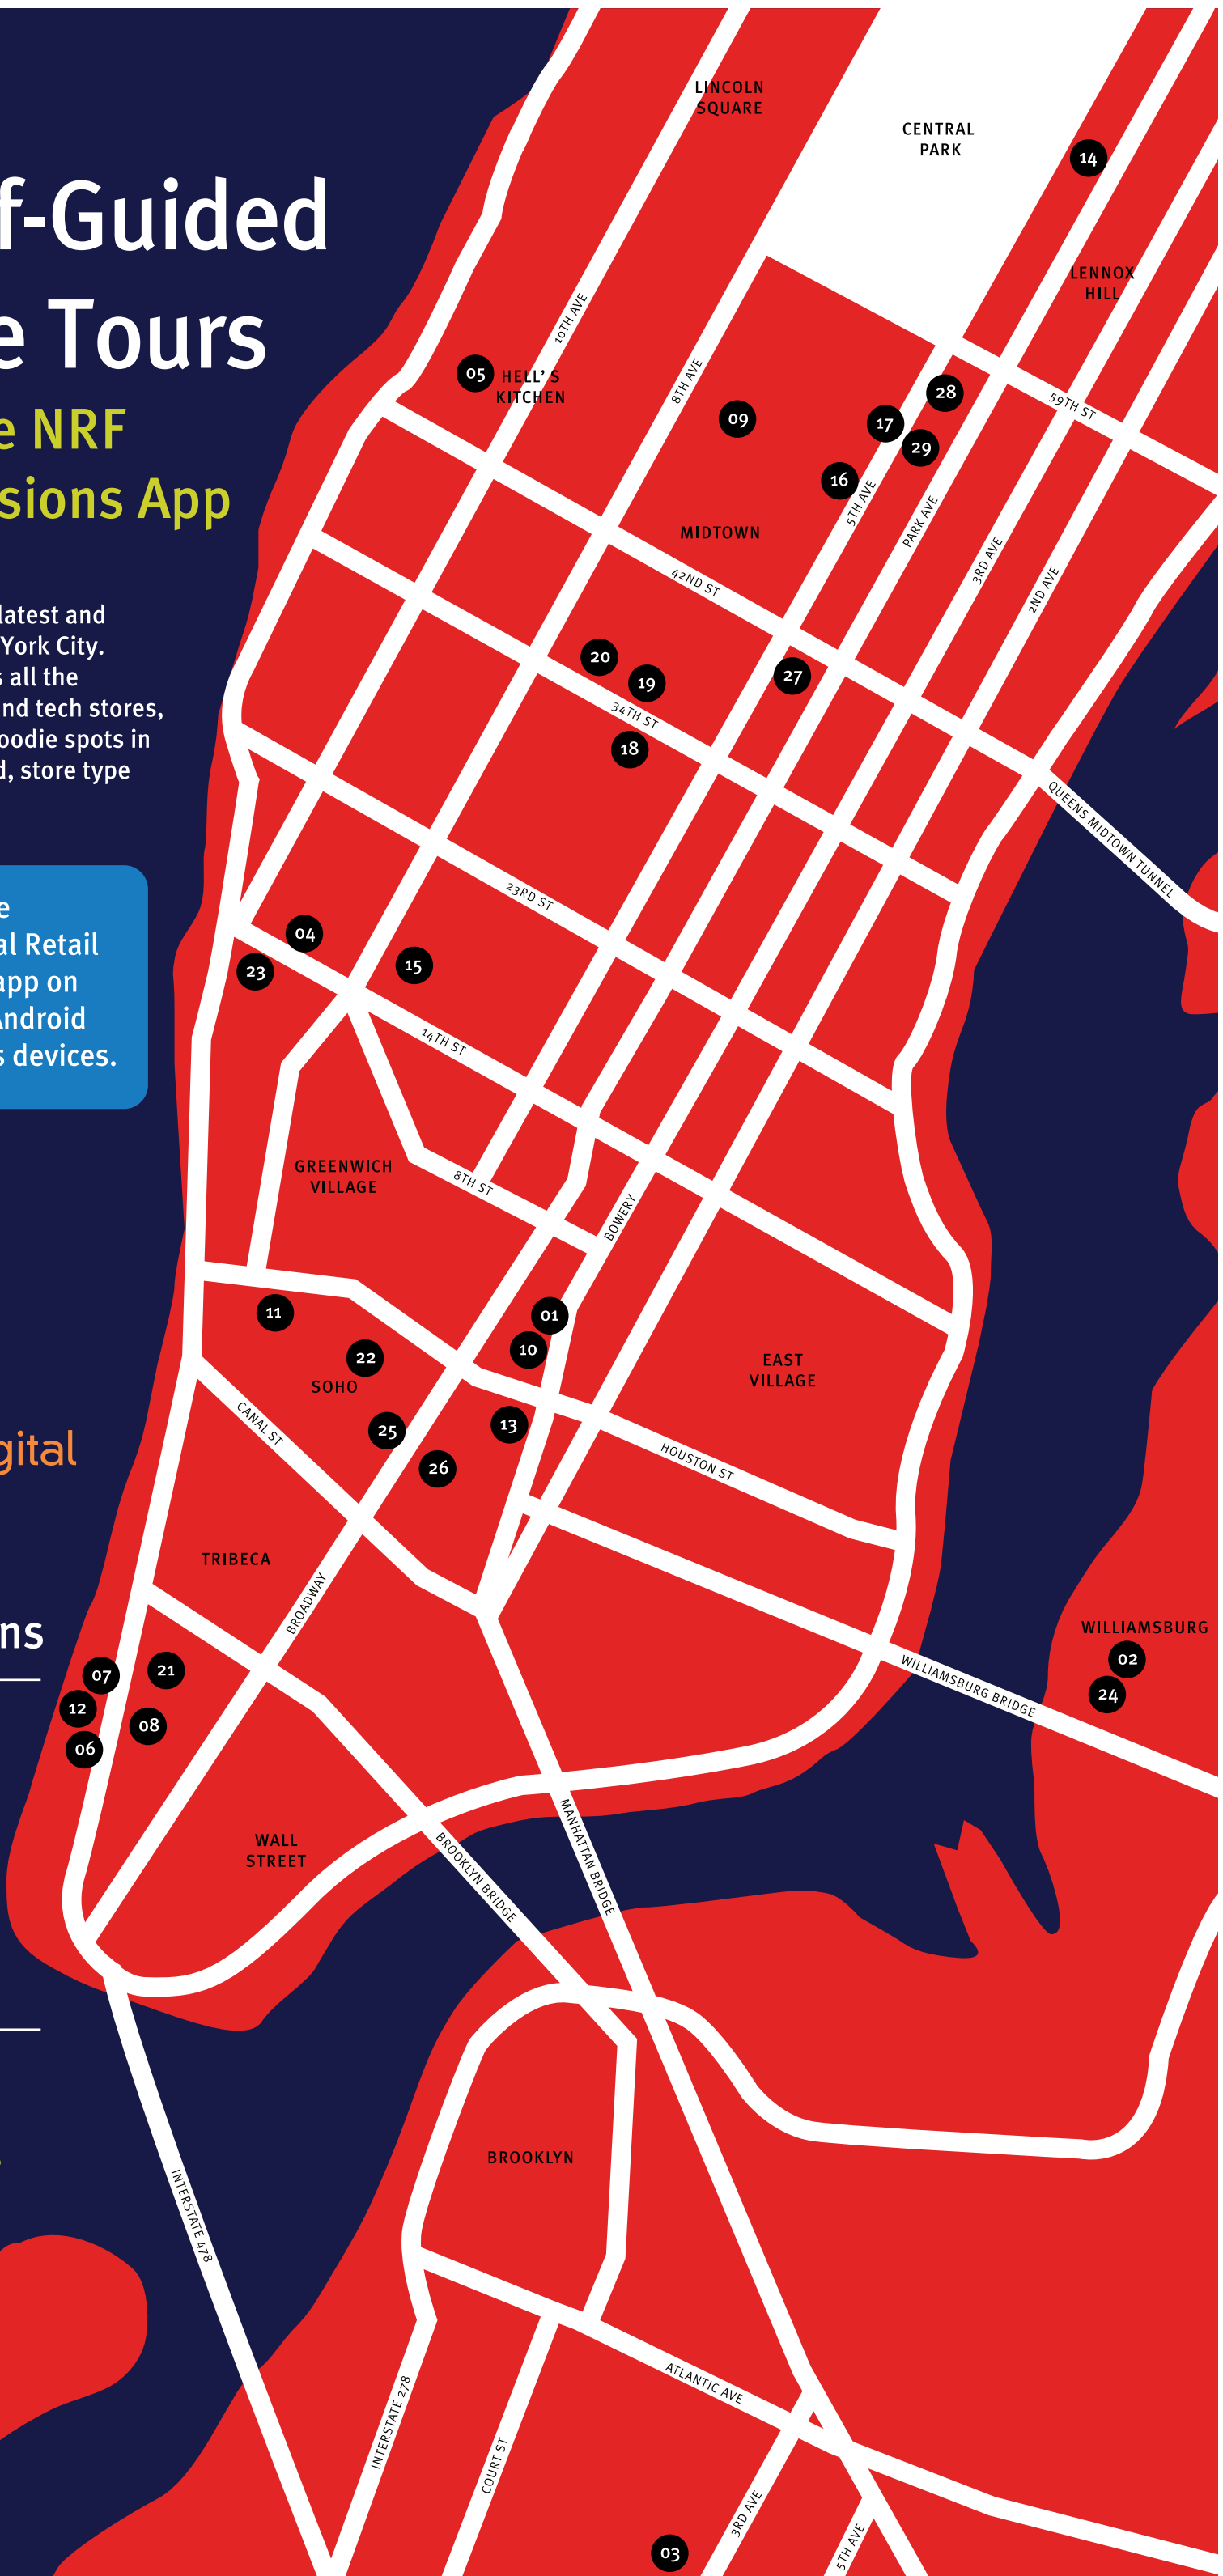 f-Guided
e Tours
e NRF
sions App
latest and
York City.
s all the
nd tech stores,
oodie spots in
d, store type
e
al Retail
app on
Android
s devices.
gital
ns
LINCOLN
SQUARE
CENTRAL
PARK
14
LENNOX
HILL
10TH AVE
05
HELL'S
KITCHEN
8TH AVE
09
28
17
29
59TH ST
16
5TH AVE
PARK AVE
MIDTOWN
3RD AVE
2ND AVE
42ND ST
20
19
27
34TH ST
18
QUEENS MIDTOWN TUNNEL
23RD ST
04
23
15
14TH ST
GREENWICH
VILLAGE
8TH ST
BOWERY
11
01
10
22
SOHO
EAST
VILLAGE
CANAL ST
25
13
26
HOUSTON ST
TRIBECA
BROADWAY
WILLIAMSBURG
02
24
WILLIAMSBURG BRIDGE
07
21
12
08
06
WALL
STREET
MANHATTAN BRIDGE
BROOKLYN BRIDGE
BROOKLYN
INTERSTATE 478
ATLANTIC AVE
INTERSTATE 278
COURT ST
3RD AVE
5TH AVE
03